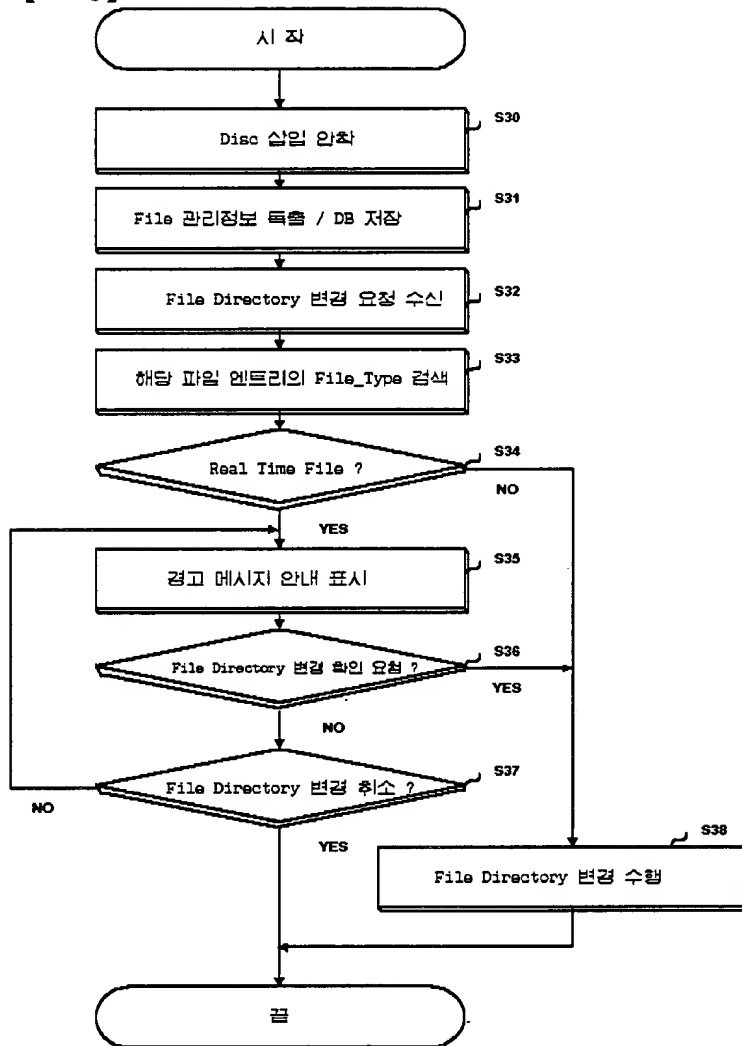 시 작
Disc 삽입 안착
S30
File 관리정보 독출 / DB 저장
S31
File Directory 변경 요청 수신
S32
해당 파일 엔트리의 File_Type 검색
S33
Real Time File ?
S34
NO
YES
경고 메시지 안내 표시
S35
File Directory 변경 확인 요청 ?
S36
YES
NO
File Directory 변경 취소 ?
S37
NO
YES
S38
File Directory 변경 수행
끝